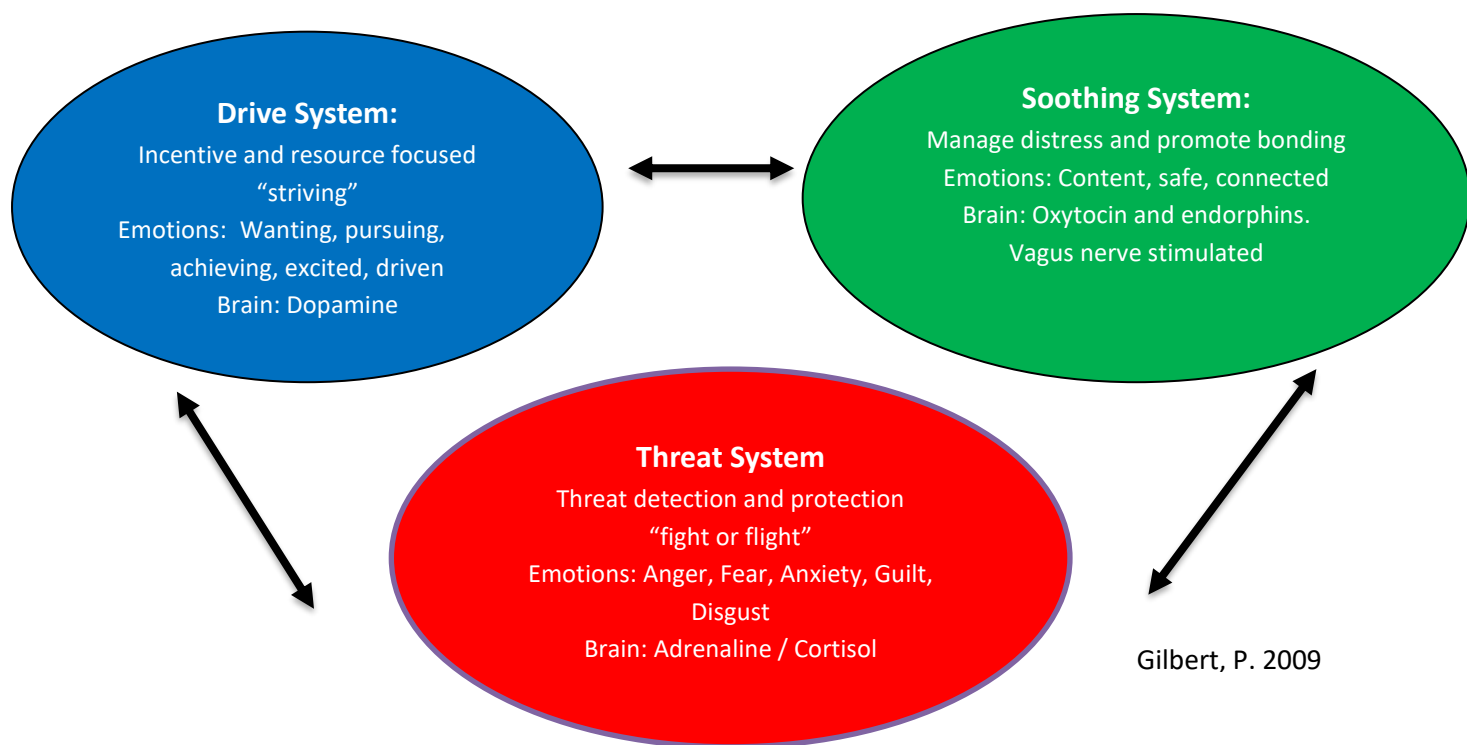 Drive System:
Incentive and resource focused
“striving”
Emotions:  Wanting, pursuing,
achieving, excited, driven
Brain: Dopamine
Soothing System:
Manage distress and promote bonding
Emotions: Content, safe, connected
Brain: Oxytocin and endorphins.
Vagus nerve stimulated
Threat System
Threat detection and protection
“fight or flight”
Emotions: Anger, Fear, Anxiety, Guilt,
Disgust
Brain: Adrenaline / Cortisol
Gilbert, P. 2009